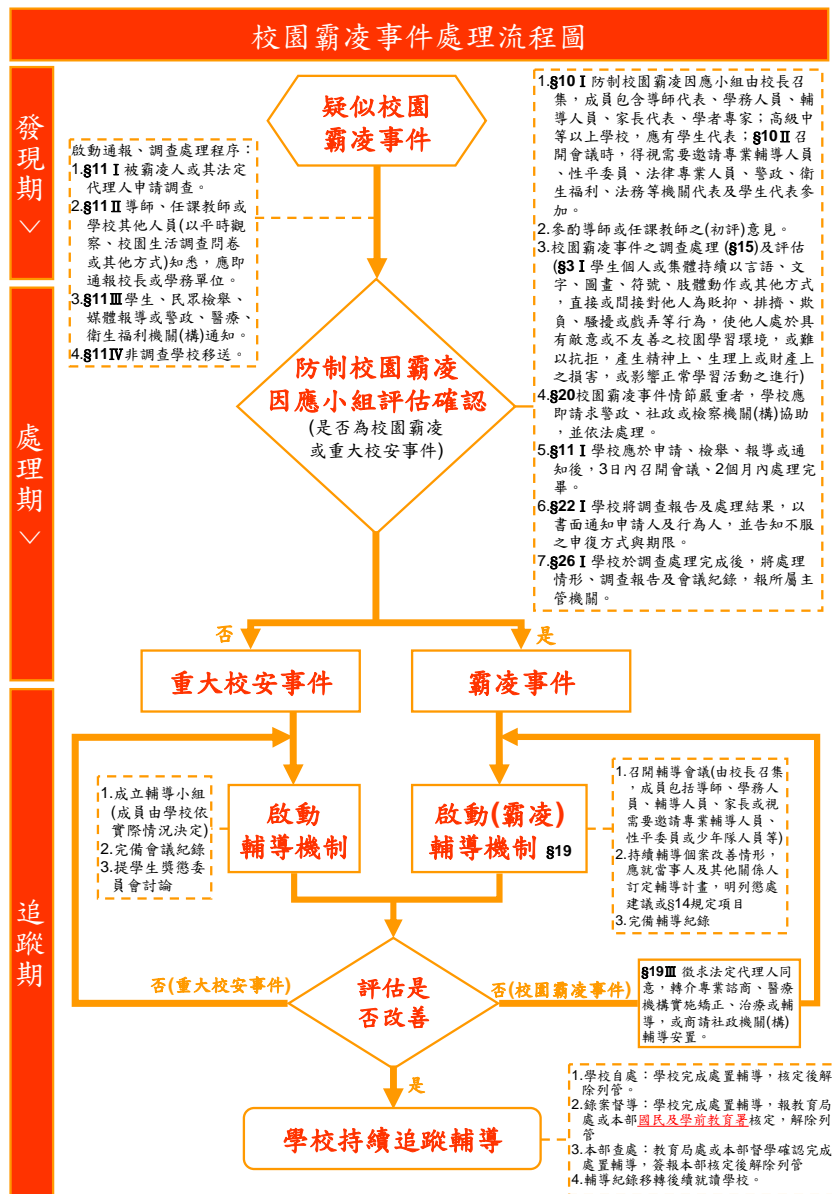 校園霸凌事件處理流程圖
發現期
﹀
疑似校園
霸凌事件
啟動通報、調查處理程序：
1.§11Ⅰ被霸凌人或其法定
代理人申請調查。
2.§11Ⅱ導師、任課教師或
學校其他人員(以平時觀
察、校園生活調查問卷
或其他方式)知悉，應即
通報校長或學務單位。
3.§11Ⅲ學生、民眾檢舉、
媒體報導或警政、醫療、
衛生福利機關(構)通知。
4.§11Ⅳ非調查學校移送。
1.§10Ⅰ防制校園霸凌因應小組由校長召
集，成員包含導師代表、學務人員、輔
導人員、家長代表、學者專家；高級中
等以上學校，應有學生代表；§10Ⅱ召
開會議時，得視需要邀請專業輔導人員
、性平委員、法律專業人員、警政、衛
生福利、法務等機關代表及學生代表參
加。
2.參酌導師或任課教師之(初評)意見。
3.校園霸凌事件之調查處理 (§15)及評估
(§3Ⅰ學生個人或集體持續以言語、文
字、圖畫、符號、肢體動作或其他方式
，直接或間接對他人為貶抑、排擠、欺
負、騷擾或戲弄等行為，使他人處於具
有敵意或不友善之校園學習環境，或難
以抗拒，產生精神上、生理上或財產上
之損害，或影響正常學習活動之進行)
4.§20校園霸凌事件情節嚴重者，學校應
即請求警政、社政或檢察機關(構)協助
，並依法處理。
5.§11Ⅰ學校應於申請、檢舉、報導或通
知後，3日內召開會議、2個月內處理完
畢。
6.§22Ⅰ學校將調查報告及處理結果，以
書面通知申請人及行為人，並告知不服
之申復方式與期限。
7.§26Ⅰ學校於調查處理完成後，將處理
情形、調查報告及會議紀錄，報所屬主
管機關。
處理期
﹀
防制校園霸凌
因應小組評估確認
(是否為校園霸凌
或重大校安事件)
否
是
重大校安事件
霸凌事件
追蹤期
1.成立輔導小組
(成員由學校依
實際情況決定)
2.完備會議紀錄
3.提學生獎懲委
員會討論
啟動
輔導機制
啟動(霸凌)
輔導機制 §19
1.召開輔導會議(由校長召集
，成員包括導師、學務人
員、輔導人員、家長或視
需要邀請專業輔導人員、
性平委員或少年隊人員等)
2.持續輔導個案改善情形，
應就當事人及其他關係人
訂定輔導計畫，明列懲處
建議或§14規定項目
3.完備輔導紀錄
否(重大校安事件)
評估是
否改善
否(校園霸凌事件)
§19Ⅲ 徵求法定代理人同
意，轉介專業諮商、醫療
機構實施矯正、治療或輔
導，或商請社政機關(構)
輔導安置。
是
學校持續追蹤輔導
1.學校自處：學校完成處置輔導，核定後解
除列管。
2.錄案督導：學校完成處置輔導，報教育局
處或本部國民及學前教育署核定，解除列
管
3.本部查處：教育局處或本部督學確認完成
處置輔導，簽報本部核定後解除列管
4.輔導紀錄移轉後續就讀學校。